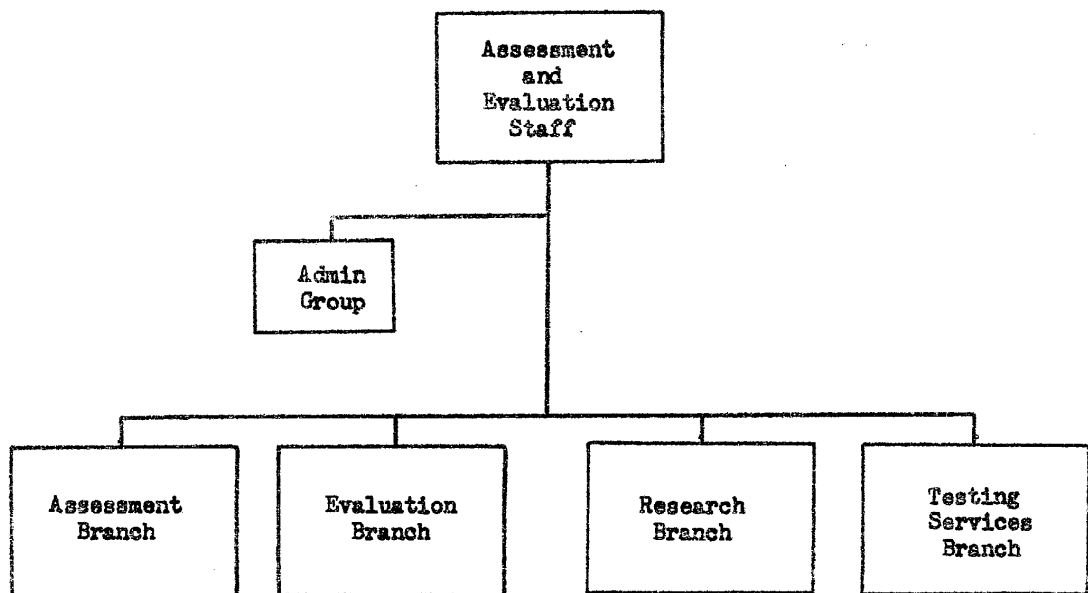 Assessment
and
Evaluation
Staff
Admin
Group
Assessment
Branch
Evaluation
Branch
Research
Branch
Testing
Services
Branch